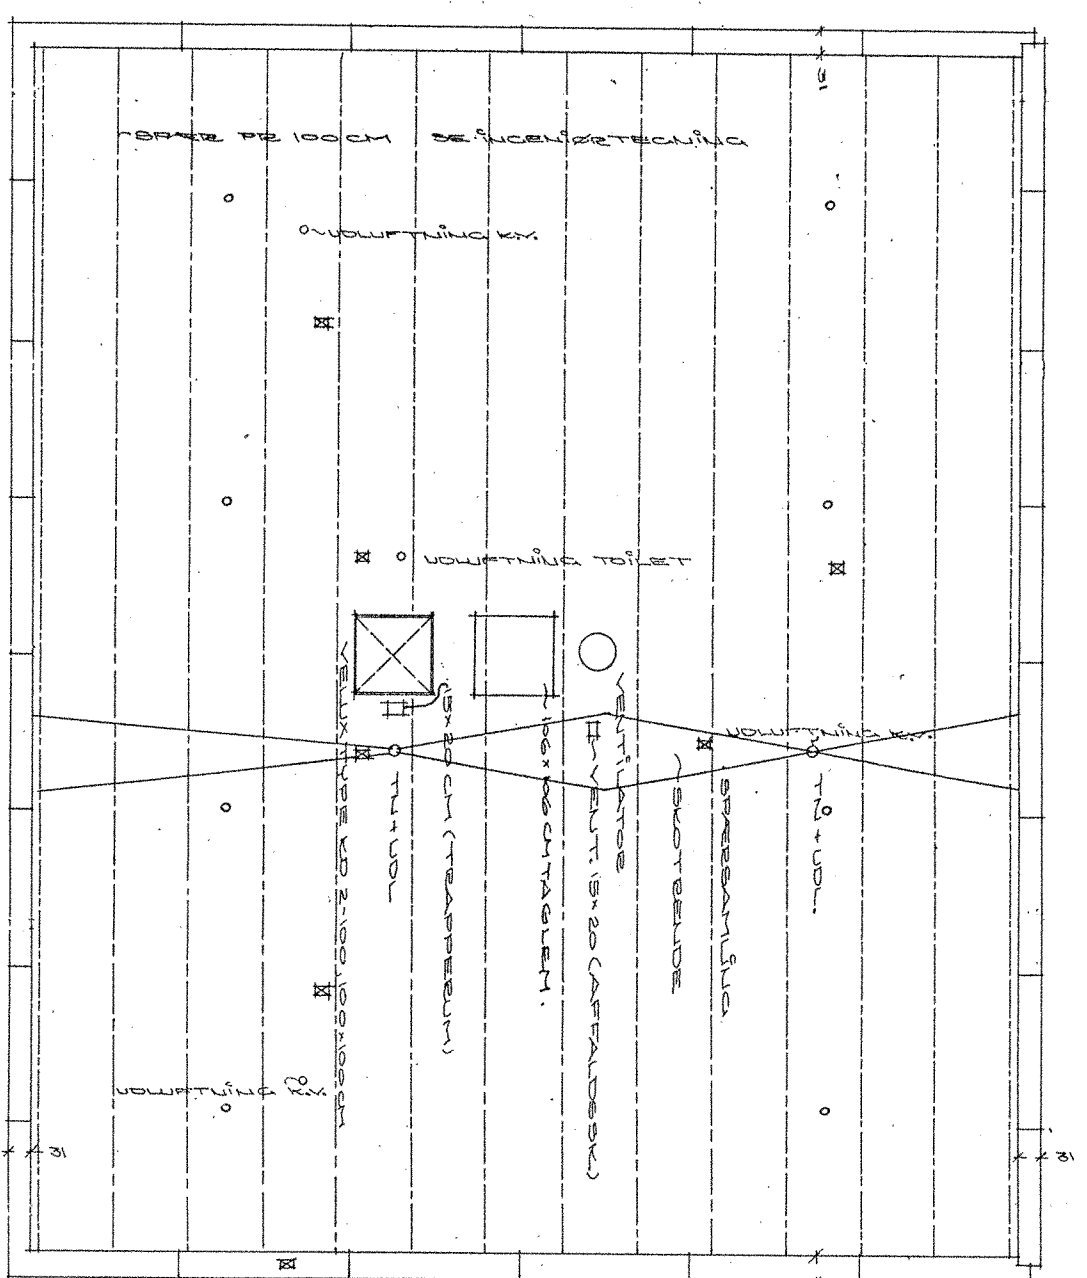 31
SPÆR PR 100 CM SE INGENIØRTEGNING
UDLUFTNING K.V.
UDLUFTNING TOILET
VELUX TYPE KD 2-100, 100×100 CM
TN + UDL
15×20 CM (TRAPPERUM)
106×106 CM TAGLEM.
VENTILATOR
VENT. 15×20 (AFFALDSSK.)
SKOTRENDE
SPÆRSAMLING
UDLUFTNING K.V.
TN + UDL.
UDLUFTNING K.V.
31
31